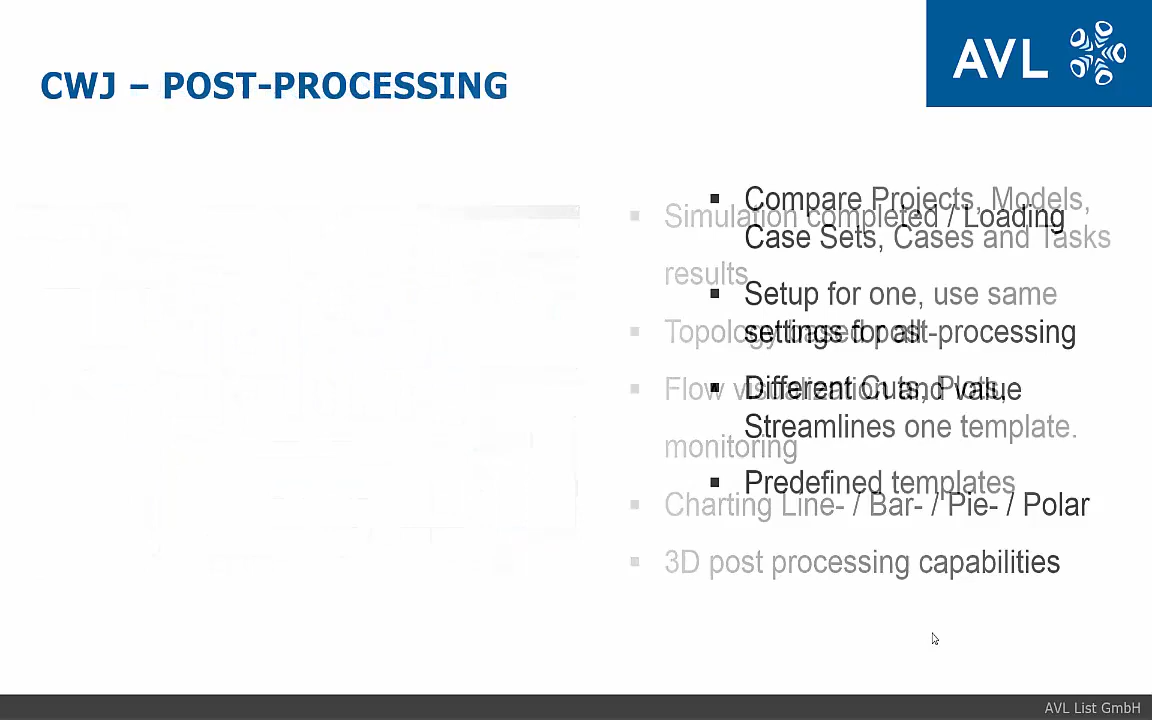 AVL
CWJ – POST-PROCESSING
Compare Projects, Models,
Case Sets, Cases and Tasks
Setup for one, use same
settings for all
Different Cuts, Plots,
Streamlines one template.
Predefined templates
Simulation completed / Loading
results
Topology based post-processing
Flow visualization and value
monitoring
Charting Line- / Bar- / Pie- / Polar
3D post processing capabilities
AVL List GmbH